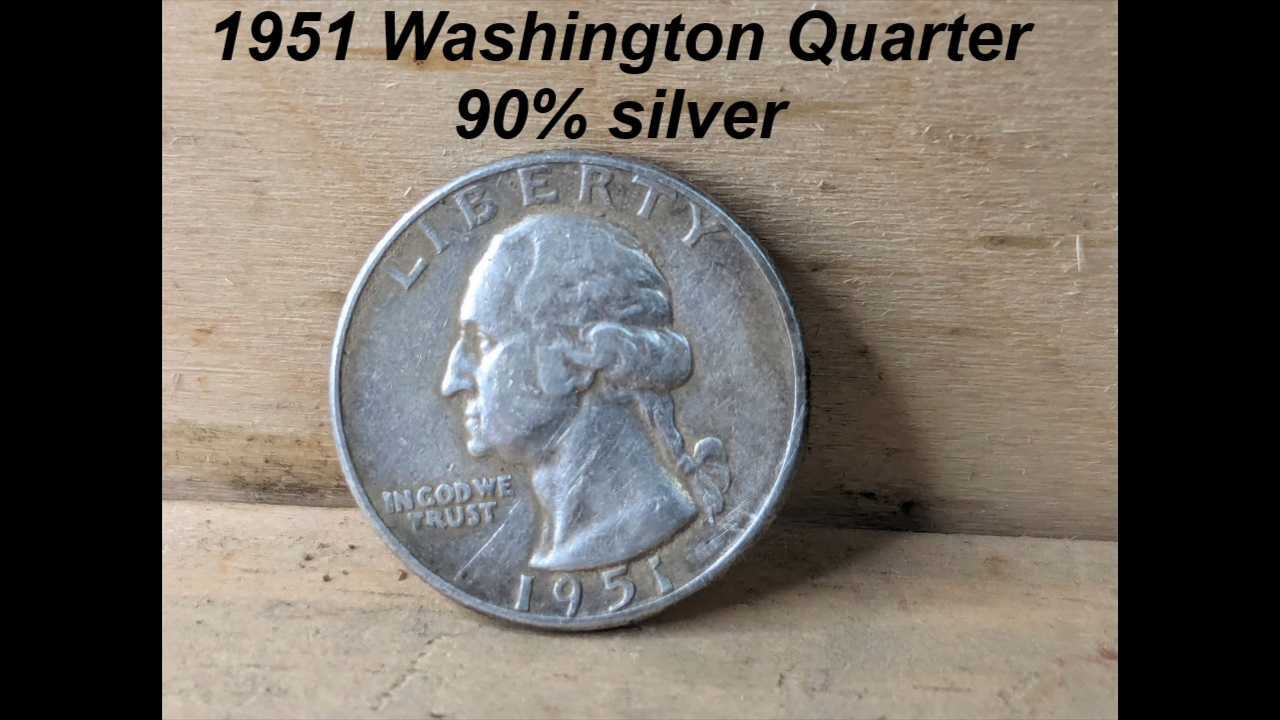 1951 Washington Quarter
90% silver
LIBERTY
IN GOD WE
TRUST
1951